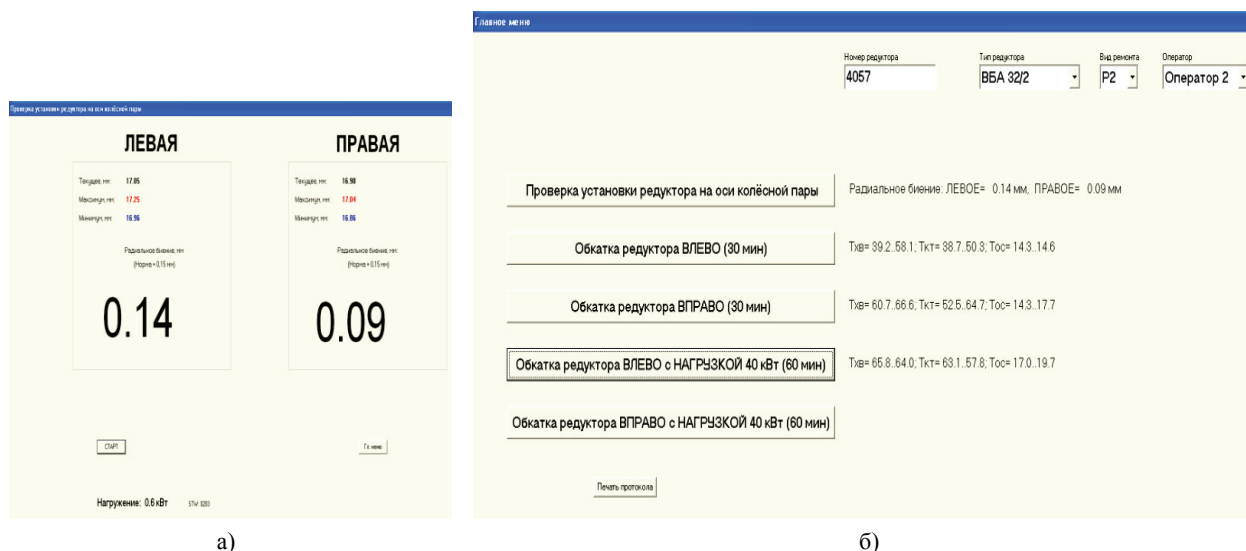 Проверка установки редуктора на оси колёсной пары
ЛЕВАЯ
Текущее, мм: 17.05
Максимум, мм: 17.25
Минимум, мм: 16.96
Радиальное биение, мм
(Норма = 0,15 мм)
0.14
ПРАВАЯ
Текущее, мм: 16.98
Максимум, мм: 17.04
Минимум, мм: 16.86
Радиальное биение, мм
(Норма = 0,15 мм)
0.09
СТАРТ
Гл. меню
Нагружение: 0.6 кВт STW: 8203
а)
Главное меню
Номер редуктора Тип редуктора Вид ремонта Оператор
4057 ВБА 32/2 Р2 Оператор 2
Проверка установки редуктора на оси колёсной пары Радиальное биение: ЛЕВОЕ= 0.14 мм, ПРАВОЕ= 0.09 мм
Обкатка редуктора ВЛЕВО (30 мин) Тхв= 39.2..58.1; Ткт= 38.7..50.3; Тос= 14.3..14.6
Обкатка редуктора ВПРАВО (30 мин) Тхв= 60.7..66.6; Ткт= 52.5..64.7; Тос= 14.3..17.7
Обкатка редуктора ВЛЕВО с НАГРУЗКОЙ 40 кВт (60 мин) Тхв= 65.8..64.0; Ткт= 63.1..57.8; Тос= 17.0..19.7
Обкатка редуктора ВПРАВО с НАГРУЗКОЙ 40 кВт (60 мин)
Печать протокола
б)